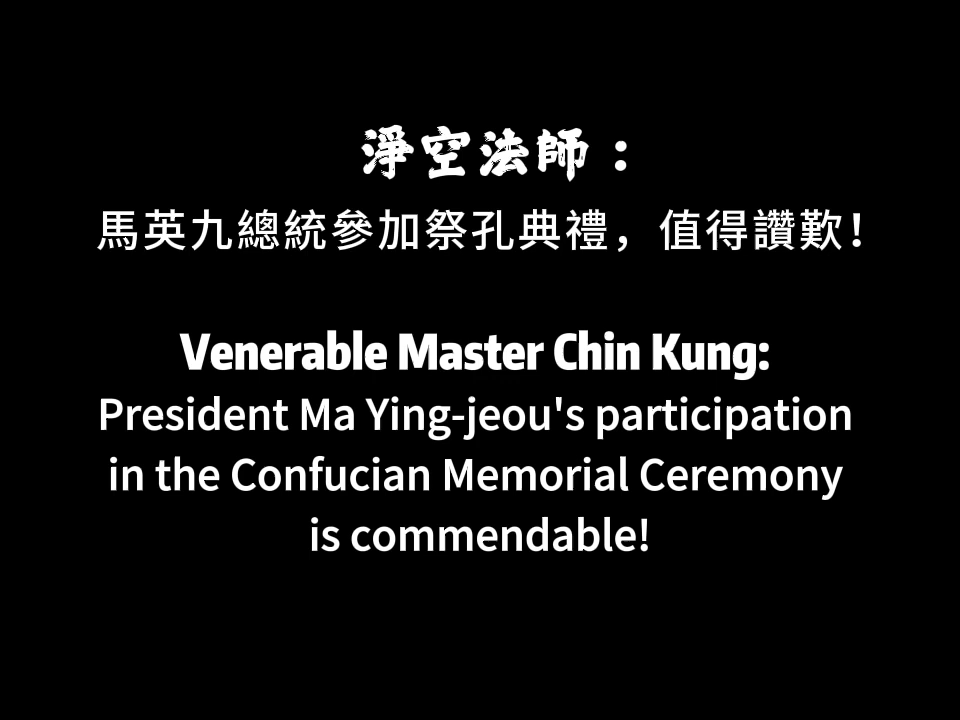 淨空法師：
馬英九總統參加祭孔典禮，值得讚歎！
Venerable Master Chin Kung:
President Ma Ying-jeou's participation
in the Confucian Memorial Ceremony
is commendable!